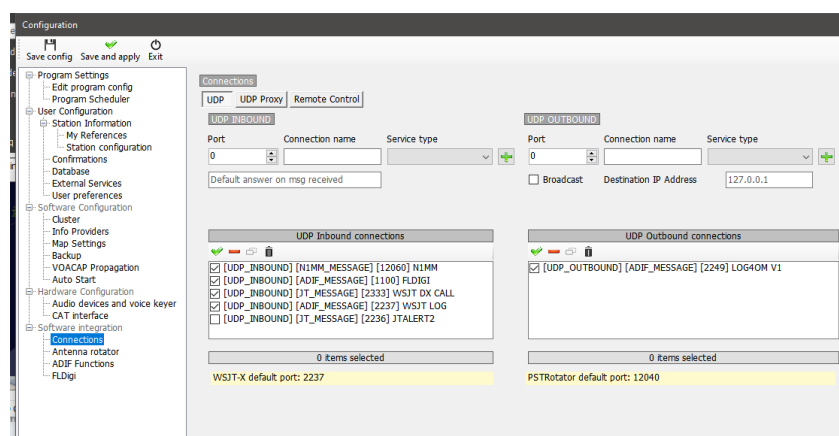 Configuration
Save config Save and apply Exit
Program Settings
Edit program config
Program Scheduler
User Configuration
Station Information
My References
Station configuration
Confirmations
Database
External Services
User preferences
Software Configuration
Cluster
Info Providers
Map Settings
Backup
VOACAP Propagation
Auto Start
Hardware Configuration
Audio devices and voice keyer
CAT interface
Software integration
Connections
Antenna rotator
ADIF Functions
FLDigi
Connections
UDP UDP Proxy Remote Control
UDP INBOUND
Port Connection name Service type
0
Default answer on msg received
UDP Inbound connections
[UDP_INBOUND] [N1MM_MESSAGE] [12060] N1MM
[UDP_INBOUND] [ADIF_MESSAGE] [1100] FLDIGI
[UDP_INBOUND] [JT_MESSAGE] [2333] WSJT DX CALL
[UDP_INBOUND] [ADIF_MESSAGE] [2237] WSJT LOG
[UDP_INBOUND] [JT_MESSAGE] [2236] JTALERT2
0 items selected
WSJT-X default port: 2237
UDP OUTBOUND
Port Connection name Service type
0
Broadcast Destination IP Address 127.0.0.1
UDP Outbound connections
[UDP_OUTBOUND] [ADIF_MESSAGE] [2249] LOG4OM V1
0 items selected
PSTRotator default port: 12040